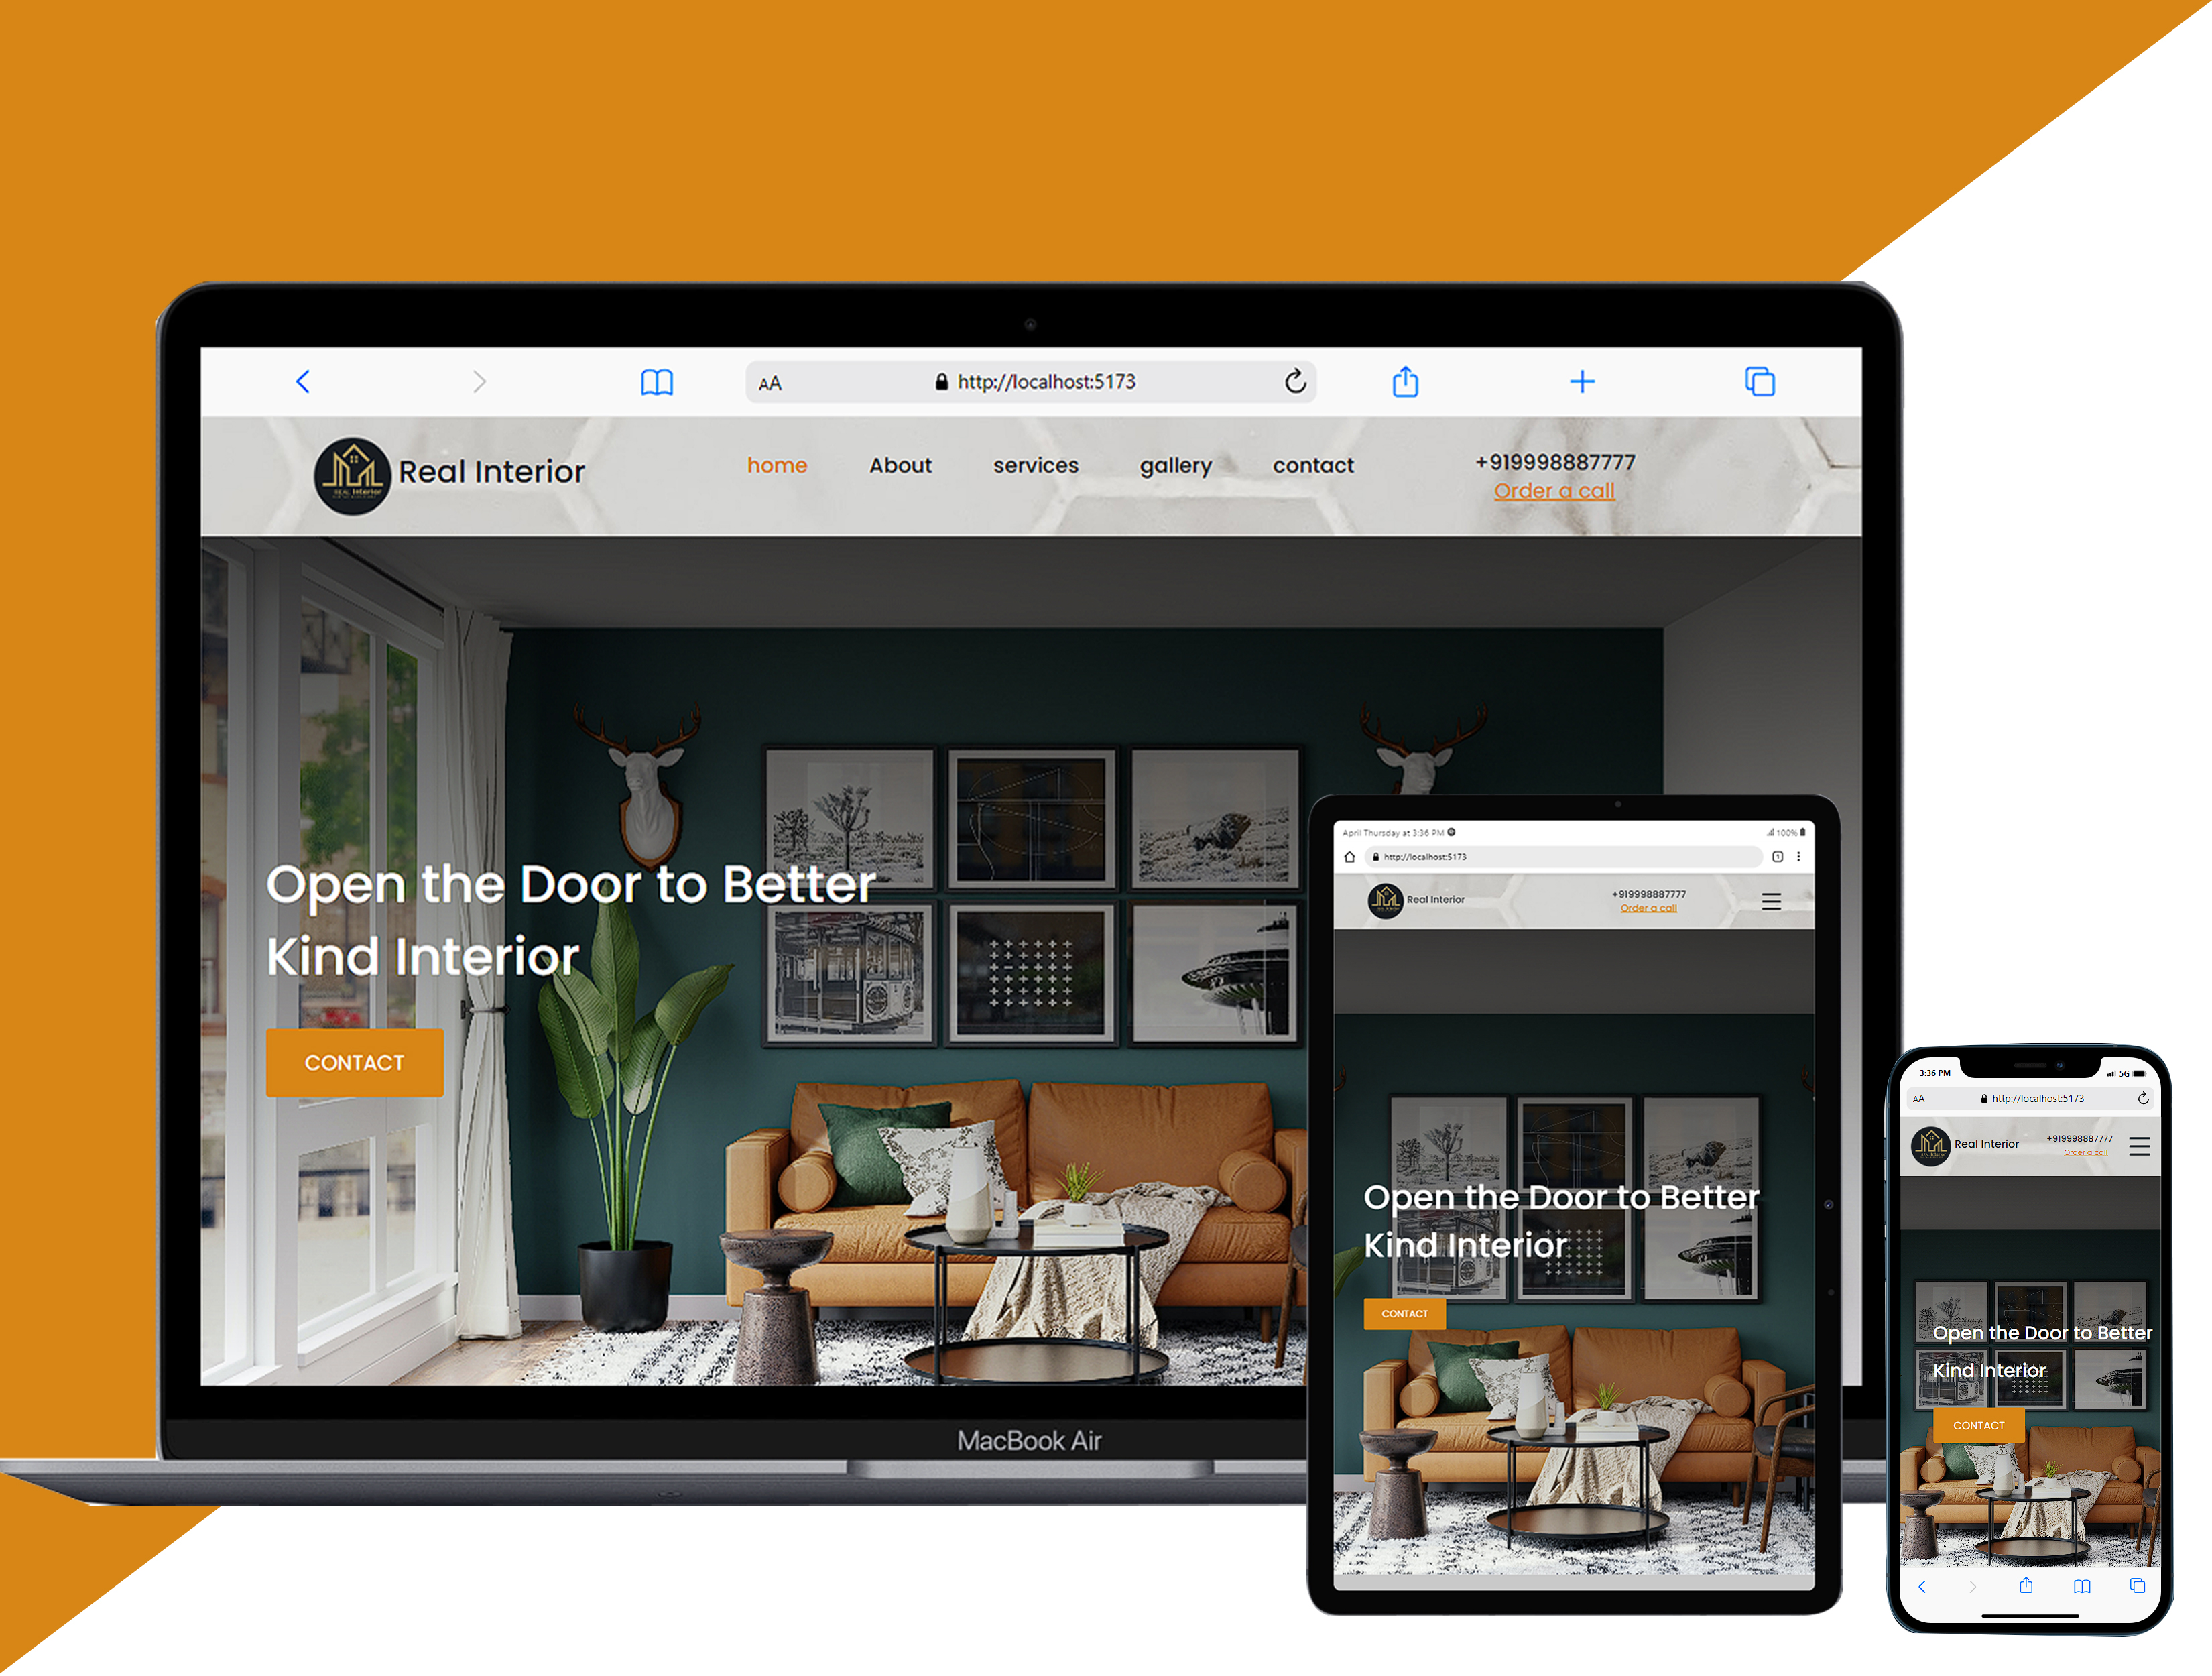 AA http://localhost:5173
REAL Interior
Real Interior
home About services gallery contact
+919998887777
Order a call
Open the Door to Better
Kind Interior
CONTACT
MacBook Air
April Thursday at 3:36 PM 100%
http://localhost:5173 1
Real Interior
+919998887777
Order a call
Open the Door to Better
Kind Interior
CONTACT
3:36 PM 5G
AA http://localhost:5173
Real Interior
+919998887777
Order a call
Open the Door to Better
Kind Interior
CONTACT